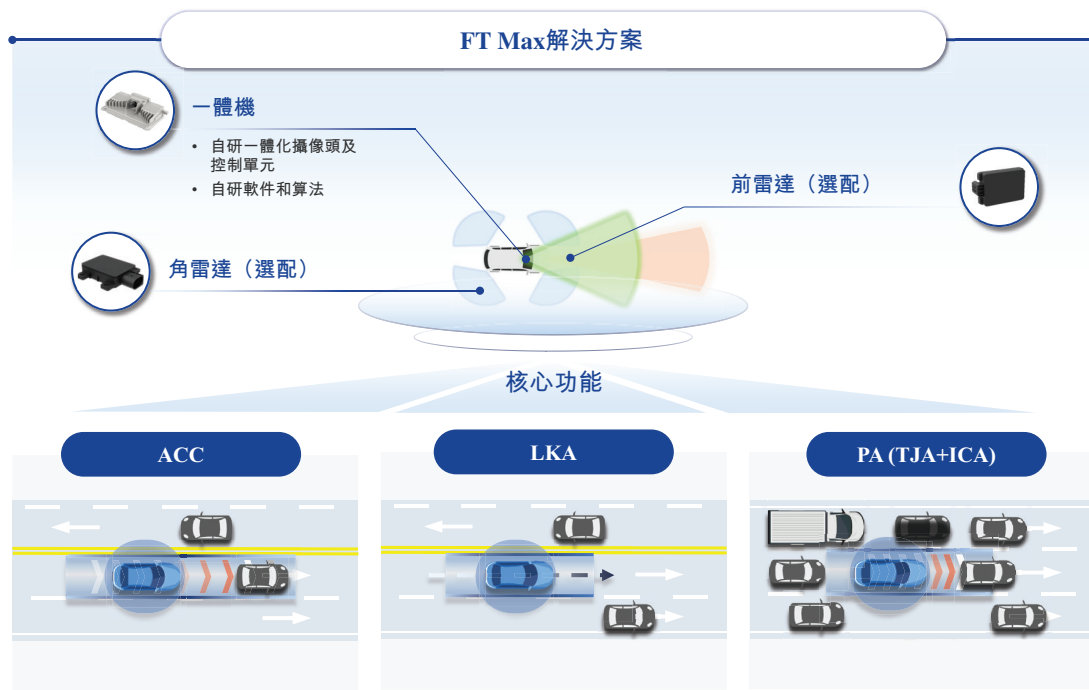 FT Max解決方案
一體機
• 自研一體化攝像頭及
控制單元
• 自研軟件和算法
前雷達（選配）
角雷達（選配）
核心功能
ACC
LKA
PA (TJA+ICA)